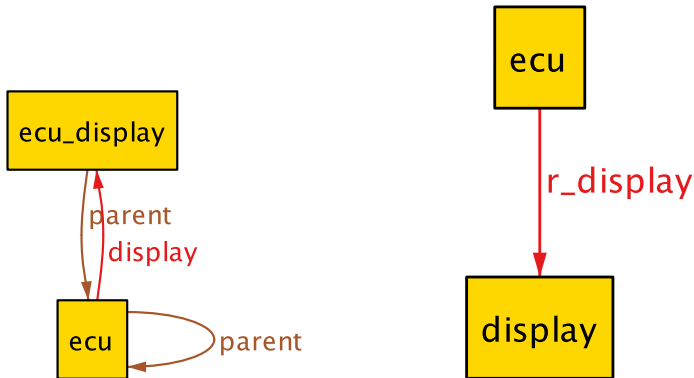 ecu_display
parent
display
ecu
parent
ecu
r_display
display